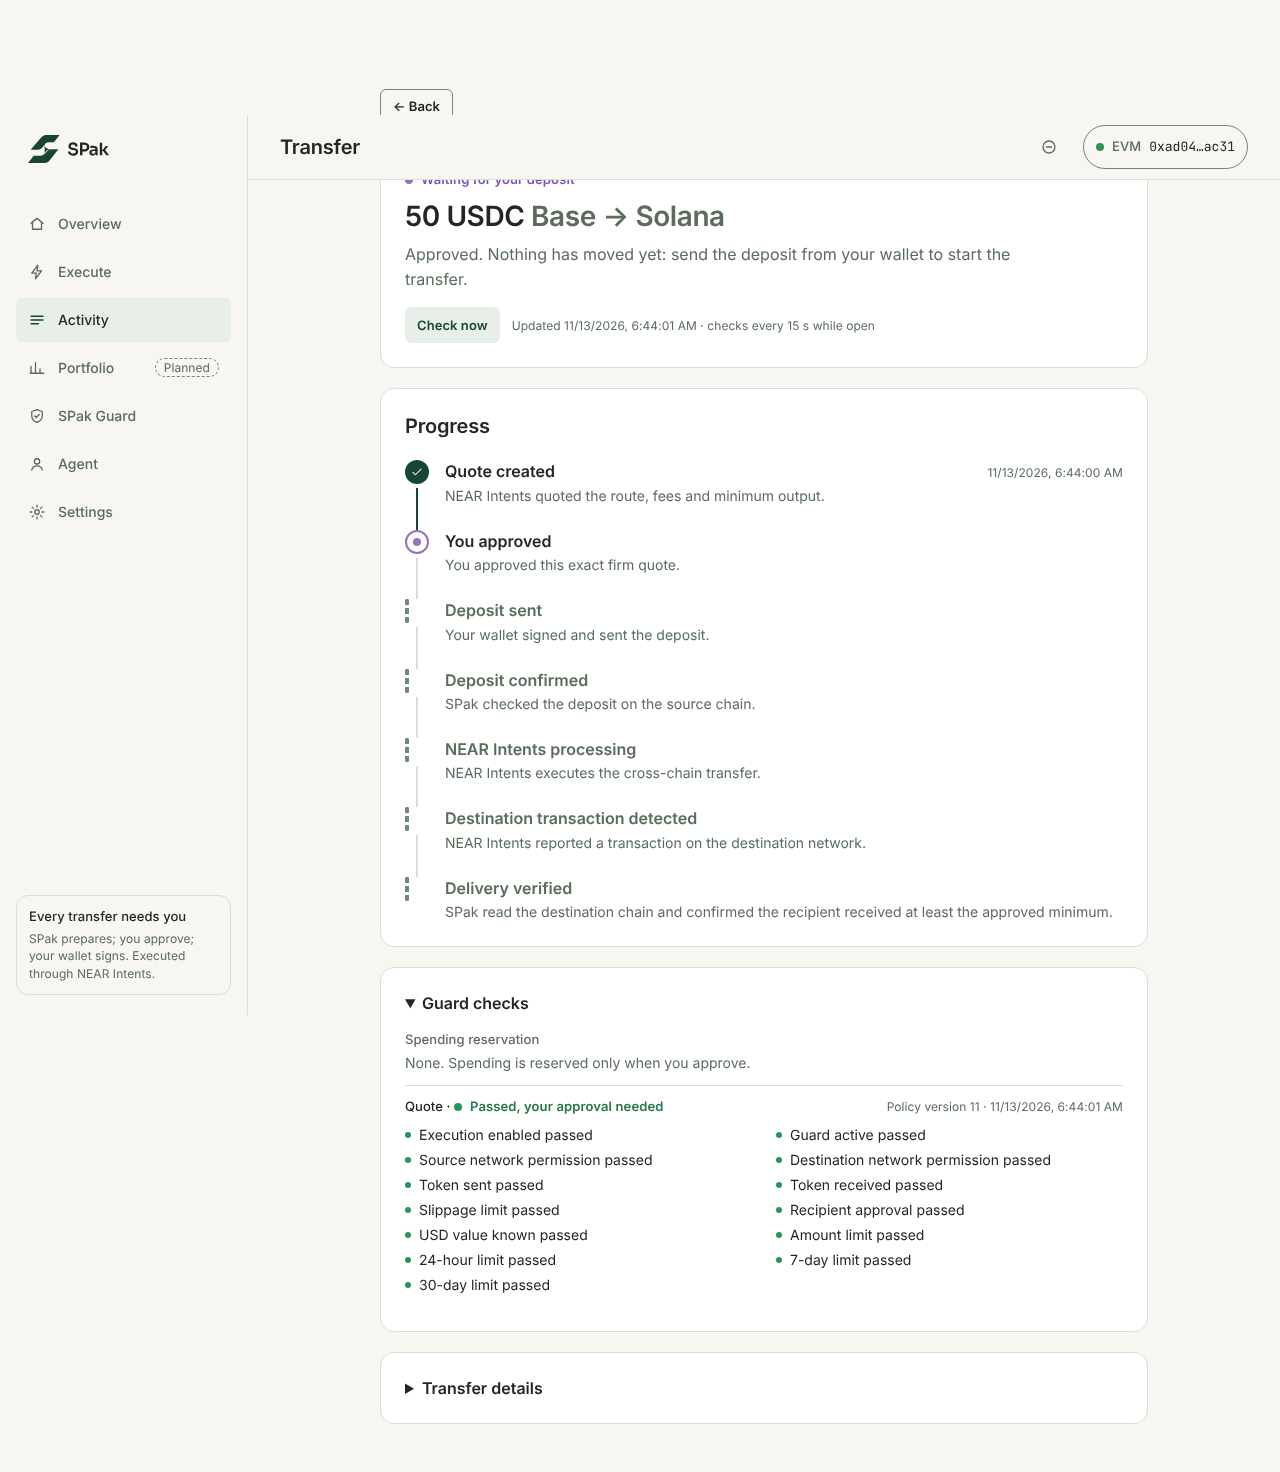 ← Back
SPak
Transfer
EVM 0xad04…ac31
Overview
Execute
Activity
Portfolio
Planned
SPak Guard
Agent
Settings
Every transfer needs you
SPak prepares; you approve;
your wallet signs. Executed
through NEAR Intents.
Waiting for your deposit
50 USDC Base → Solana
Approved. Nothing has moved yet: send the deposit from your wallet to start the
transfer.
Check now
Updated 11/13/2026, 6:44:01 AM · checks every 15 s while open
Progress
Quote created
11/13/2026, 6:44:00 AM
NEAR Intents quoted the route, fees and minimum output.
You approved
You approved this exact firm quote.
Deposit sent
Your wallet signed and sent the deposit.
Deposit confirmed
SPak checked the deposit on the source chain.
NEAR Intents processing
NEAR Intents executes the cross-chain transfer.
Destination transaction detected
NEAR Intents reported a transaction on the destination network.
Delivery verified
SPak read the destination chain and confirmed the recipient received at least the approved minimum.
Guard checks
Spending reservation
None. Spending is reserved only when you approve.
Quote · Passed, your approval needed
Policy version 11 · 11/13/2026, 6:44:01 AM
Execution enabled passed
Guard active passed
Source network permission passed
Destination network permission passed
Token sent passed
Token received passed
Slippage limit passed
Recipient approval passed
USD value known passed
Amount limit passed
24-hour limit passed
7-day limit passed
30-day limit passed
Transfer details